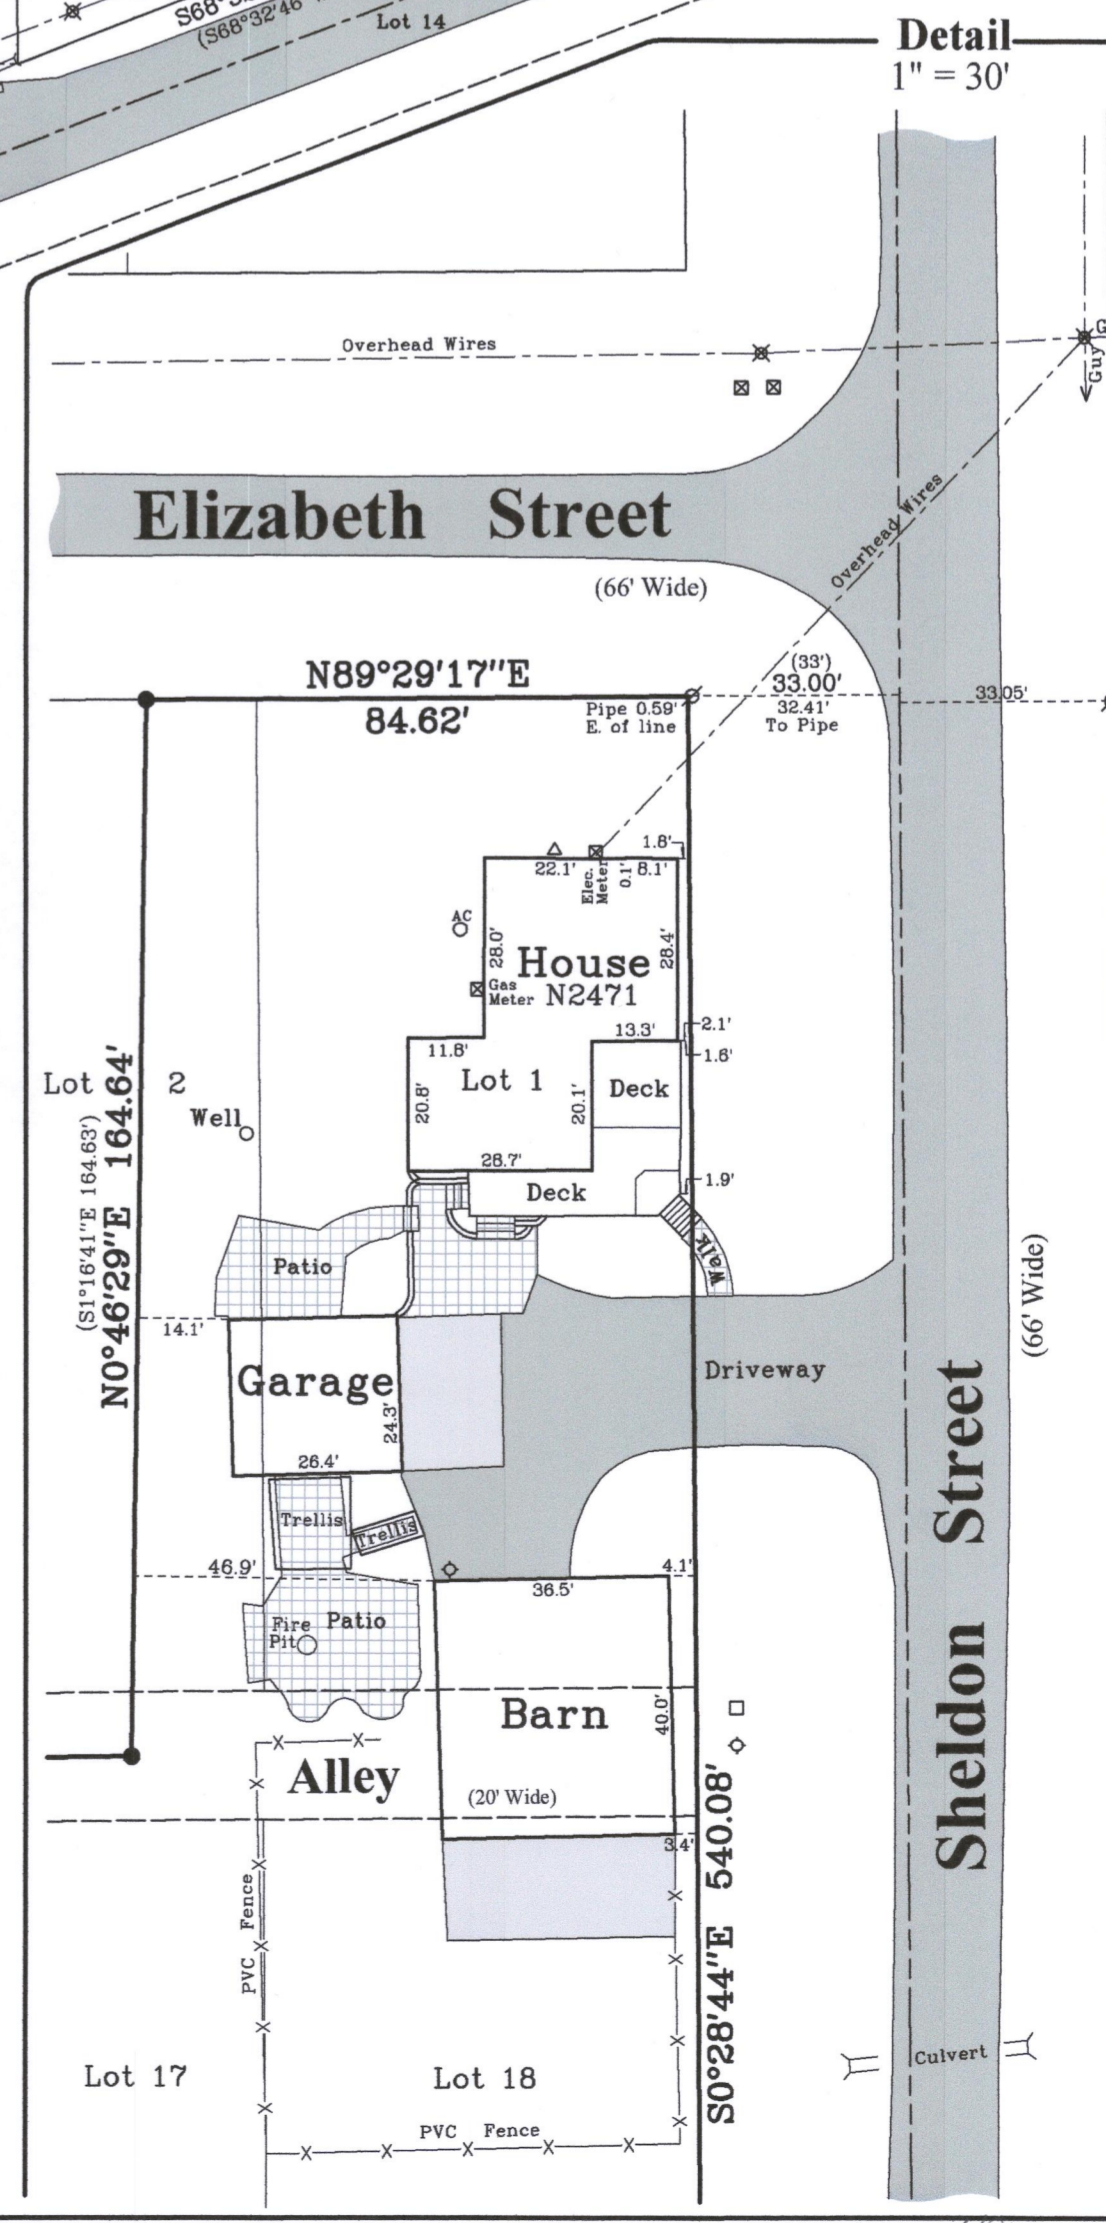 (S68°32'46"
Lot 14
Detail
1" = 30'
Overhead Wires
Guy
Elizabeth Street
(66' Wide)
Overhead Wires
N89°29'17"E
84.62'
Pipe 0.59'
E. of line
(33')
33.00'
32.41'
To Pipe
33.05'
1.8'
22.1'
Elec.
Meter
0.1'
8.1'
AC
28.0'
House
N2471
28.4'
Gas
Meter
13.3'
2.1'
1.6'
11.8'
Lot 1
Deck
20.8'
20.1'
Lot 2
Well
N0°46'29"E 164.64'
(S1°16'41"E 164.63')
28.7'
Deck
1.9'
Walk
Patio
14.1'
Garage
24.3'
26.4'
Driveway
(66' Wide)
Sheldon Street
Trellis
Trellis
46.9'
4.1'
36.5'
Fire
Pit
Patio
Barn
40.0'
Alley
(20' Wide)
3.4'
S0°28'44"E 540.08'
PVC Fence
Culvert
Lot 17
Lot 18
PVC Fence